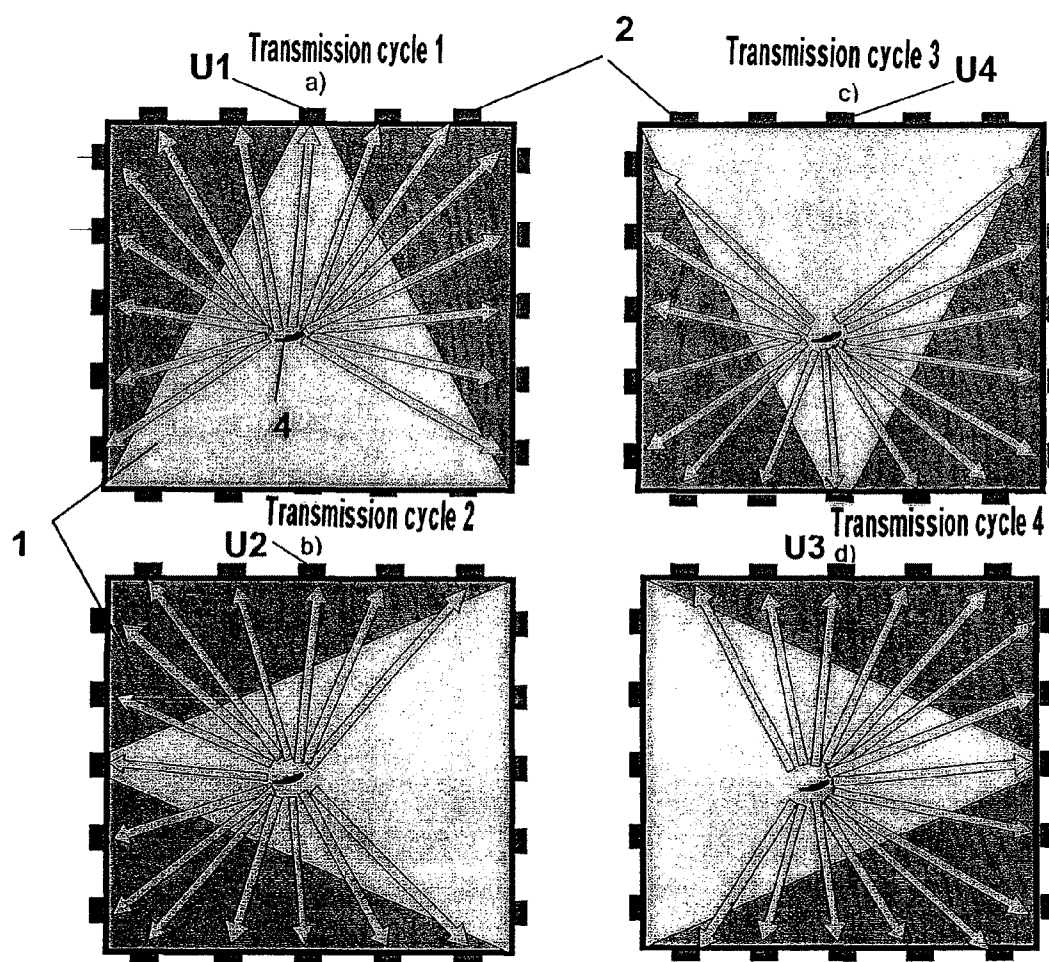 Transmission cycle 1
U1
a)
2
Transmission cycle 3
U4
c)
4
1
Transmission cycle 2
U2
b)
Transmission cycle 4
U3
d)